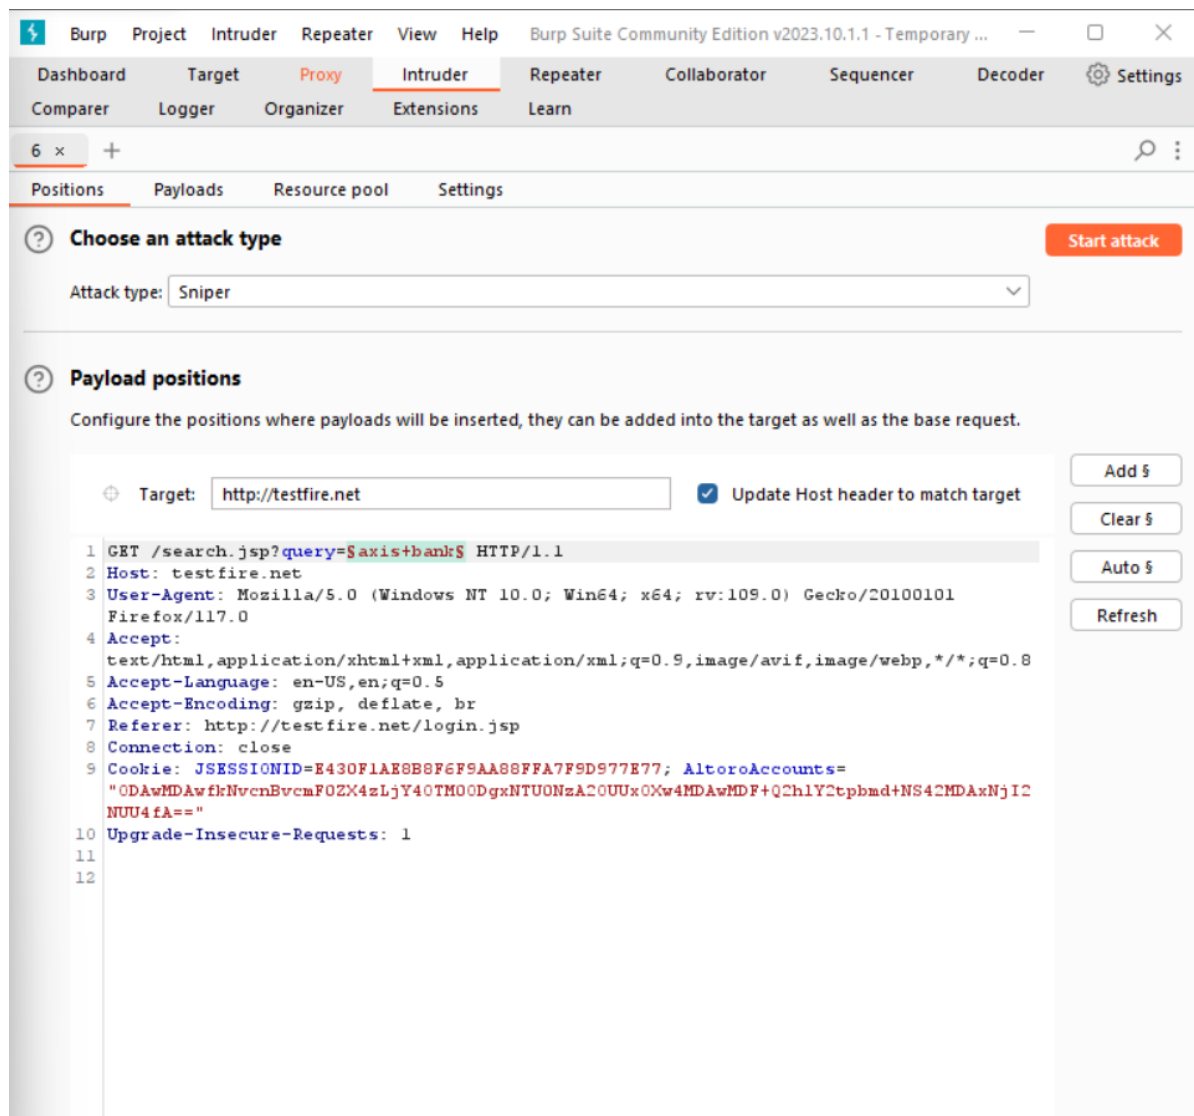 Burp Project Intruder Repeater View Help Burp Suite Community Edition v2023.10.1.1 - Temporary ...
Dashboard Target Proxy Intruder Repeater Collaborator Sequencer Decoder Settings
Comparer Logger Organizer Extensions Learn
6 × +
Positions Payloads Resource pool Settings
? Choose an attack type Start attack
Attack type: Sniper
? Payload positions
Configure the positions where payloads will be inserted, they can be added into the target as well as the base request.
Add §
Target: http://testfire.net Update Host header to match target
Clear §
1 GET /search.jsp?query=§axis+bank§ HTTP/1.1
Auto §
2 Host: testfire.net
3 User-Agent: Mozilla/5.0 (Windows NT 10.0; Win64; x64; rv:109.0) Gecko/20100101
Refresh
Firefox/117.0
4 Accept:
text/html,application/xhtml+xml,application/xml;q=0.9,image/avif,image/webp,*/*;q=0.8
5 Accept-Language: en-US,en;q=0.5
6 Accept-Encoding: gzip, deflate, br
7 Referer: http://testfire.net/login.jsp
8 Connection: close
9 Cookie: JSESSIONID=E430F1AE8B8F6F9AA88FFA7F9D977E77; AltoroAccounts=
"ODAwMDAwfkNvcnBvcmF0ZX4zLjY4OTM0ODgxNTU0NzA2OUUxOXw4MDAwMDF+Q2hlY2tpbmd+NS42MDAxNjI2
NUU4fA=="
10 Upgrade-Insecure-Requests: 1
11
12